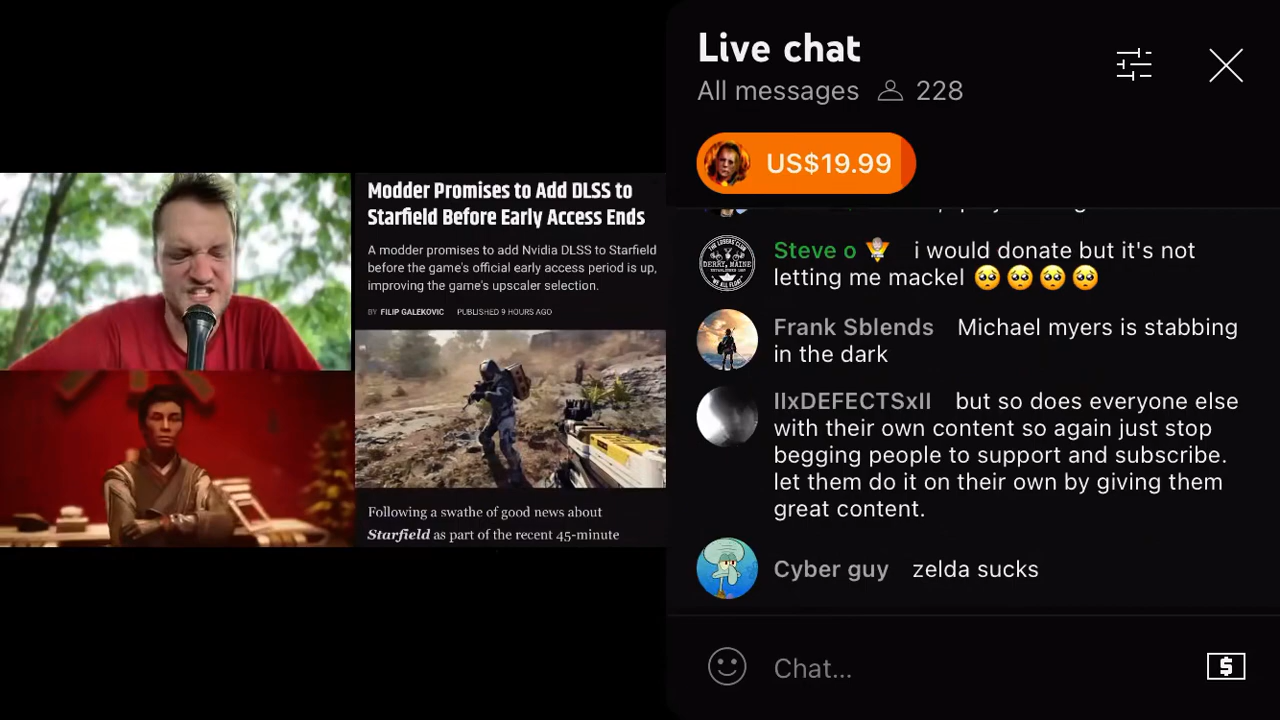 Modder Promises to Add DLSS to
Starfield Before Early Access Ends
A modder promises to add Nvidia DLSS to Starfield
before the game's official early access period is up,
improving the game's upscaler selection.
BY FILIP GALEKOVIC PUBLISHED 9 HOURS AGO
Following a swathe of good news about
Starfield as part of the recent 45-minute
Live chat
All messages 228
US$19.99
Steve o i would donate but it's not
letting me mackel 🥺 🥺 🥺 🥺
Frank Sblends Michael myers is stabbing
in the dark
IIxDEFECTSxII but so does everyone else
with their own content so again just stop
begging people to support and subscribe.
let them do it on their own by giving them
great content.
Cyber guy zelda sucks
Chat...